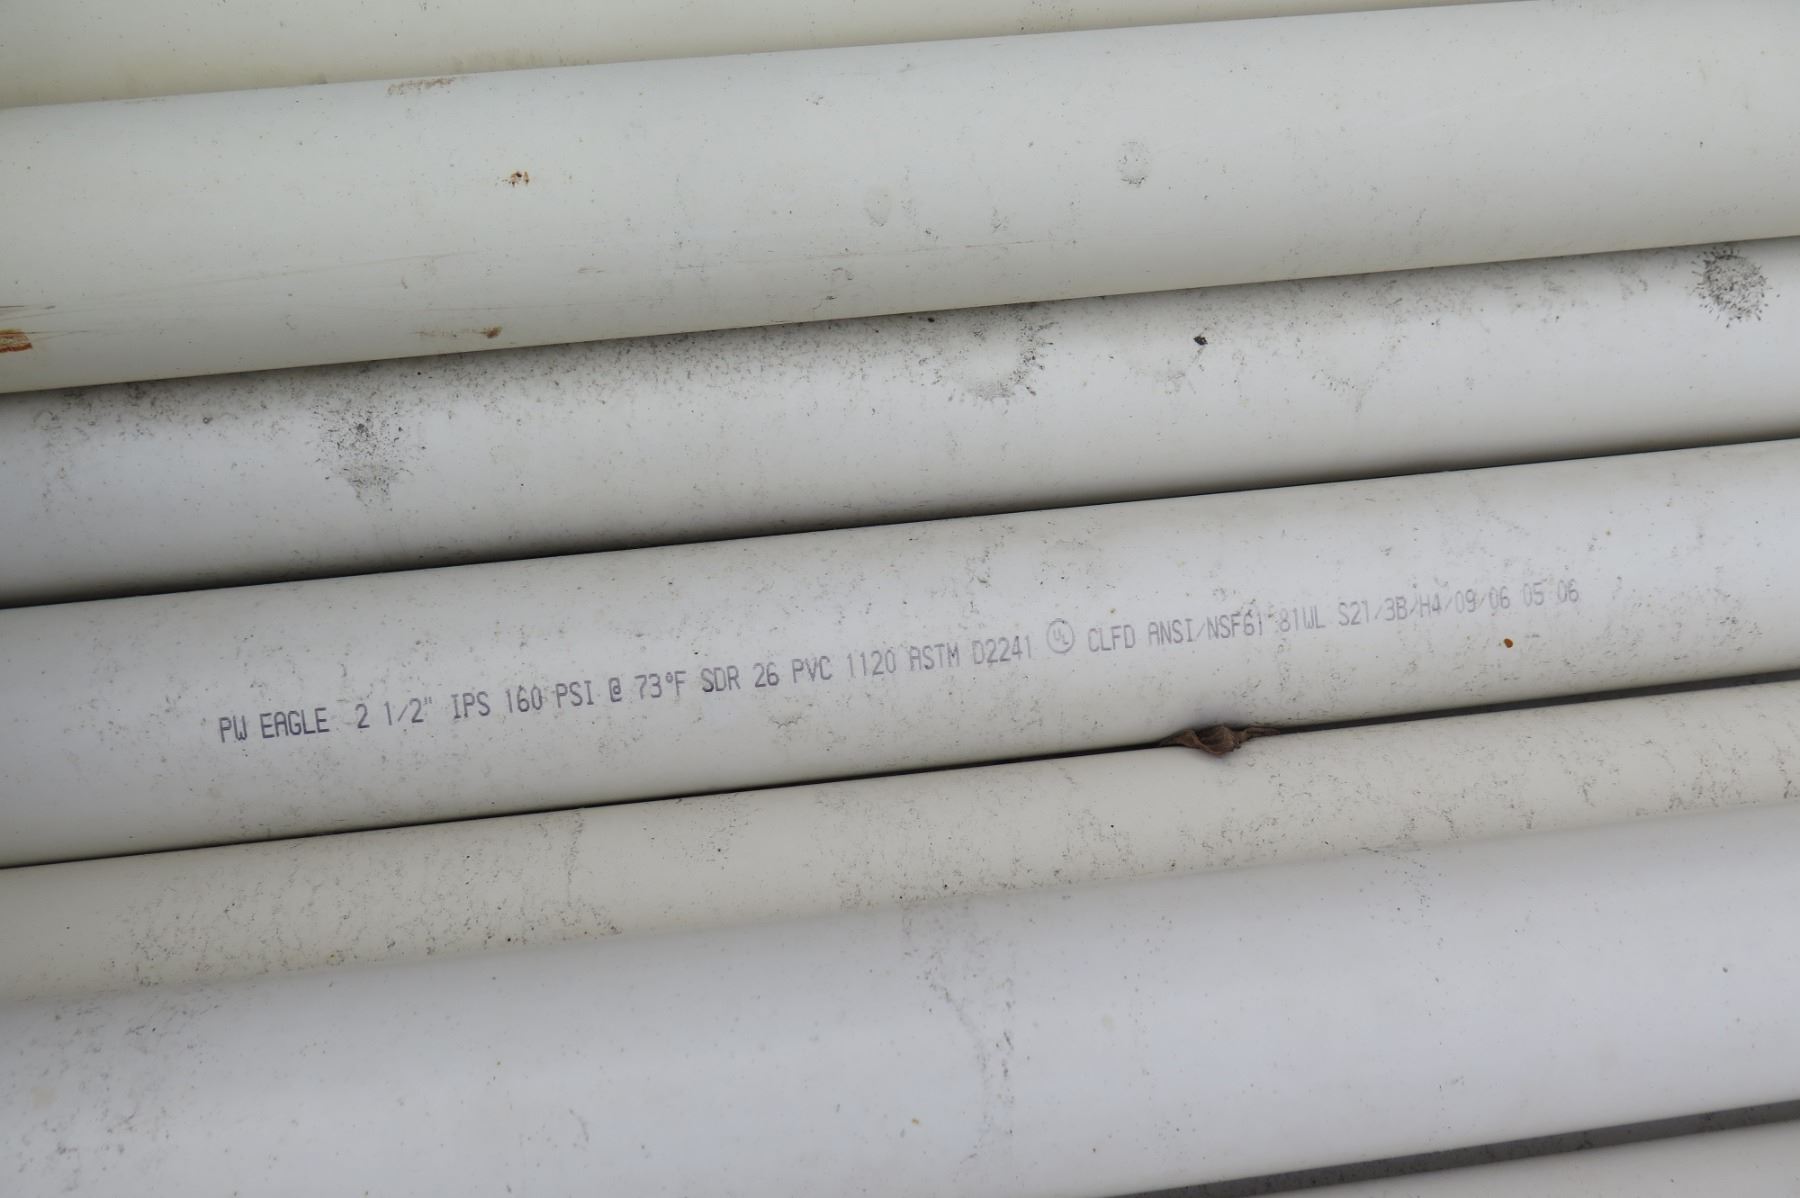 PW EAGLE 2 1/2" IPS 160 PSI @ 73°F SDR 26 PVC 1120 ASTM D2241 UL CLFD ANSI/NSF61 81WL S21/3B/H4/09/06 05 06